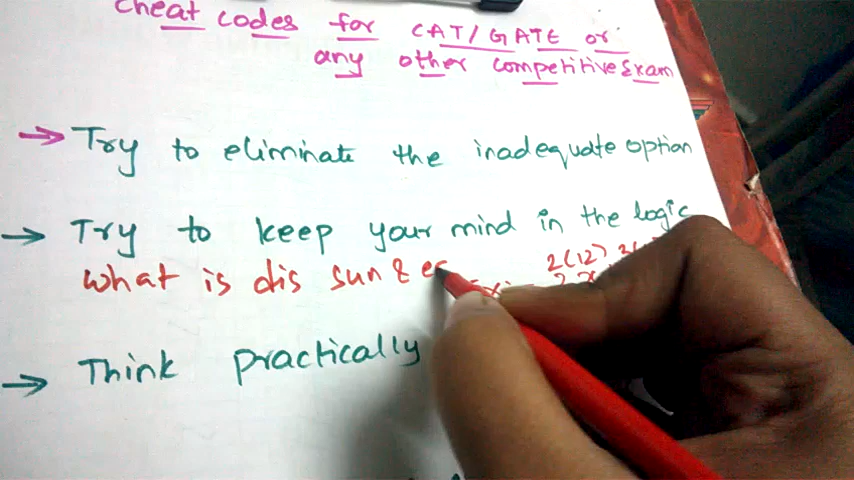 Cheat codes for CAT/GATE or
any other competitive Exam
→ Try to eliminate the inadequate option
→ Try to keep your mind in the logic
what is dis sun &
→ Think practically